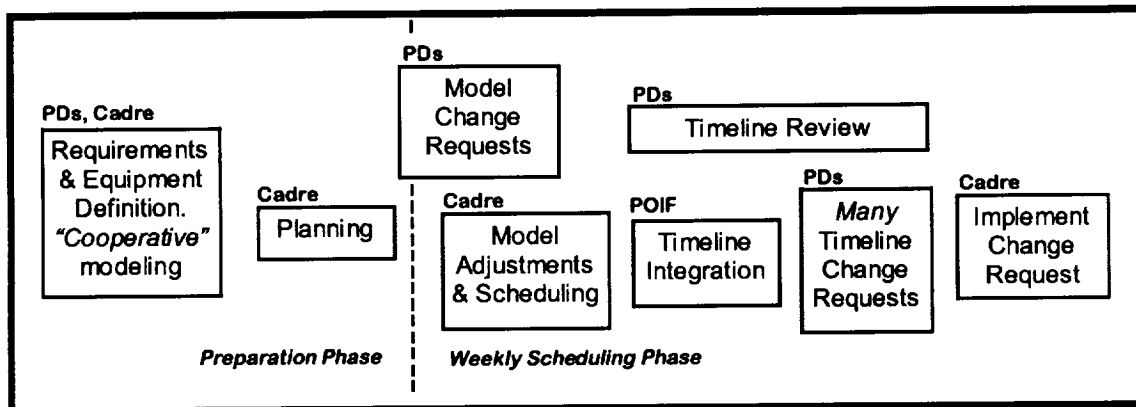 PDs, Cadre
Requirements
& Equipment
Definition.
"Cooperative"
modeling
Cadre
Planning
PDs
Model
Change
Requests
Cadre
Model
Adjustments
& Scheduling
PDs
Timeline Review
POIF
Timeline
Integration
PDs
Many
Timeline
Change
Requests
Cadre
Implement
Change
Request
Preparation Phase
Weekly Scheduling Phase